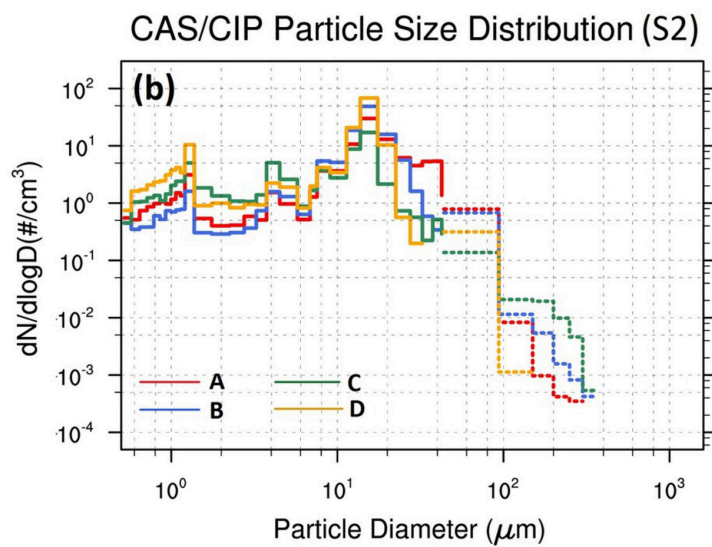 CAS/CIP Particle Size Distribution (S2)
(b)
10²
10¹
10⁰
10⁻¹
10⁻²
10⁻³
10⁻⁴
dN/dlogD(#/cm³)
A
C
B
D
10⁰
10¹
10²
10³
Particle Diameter (μm)